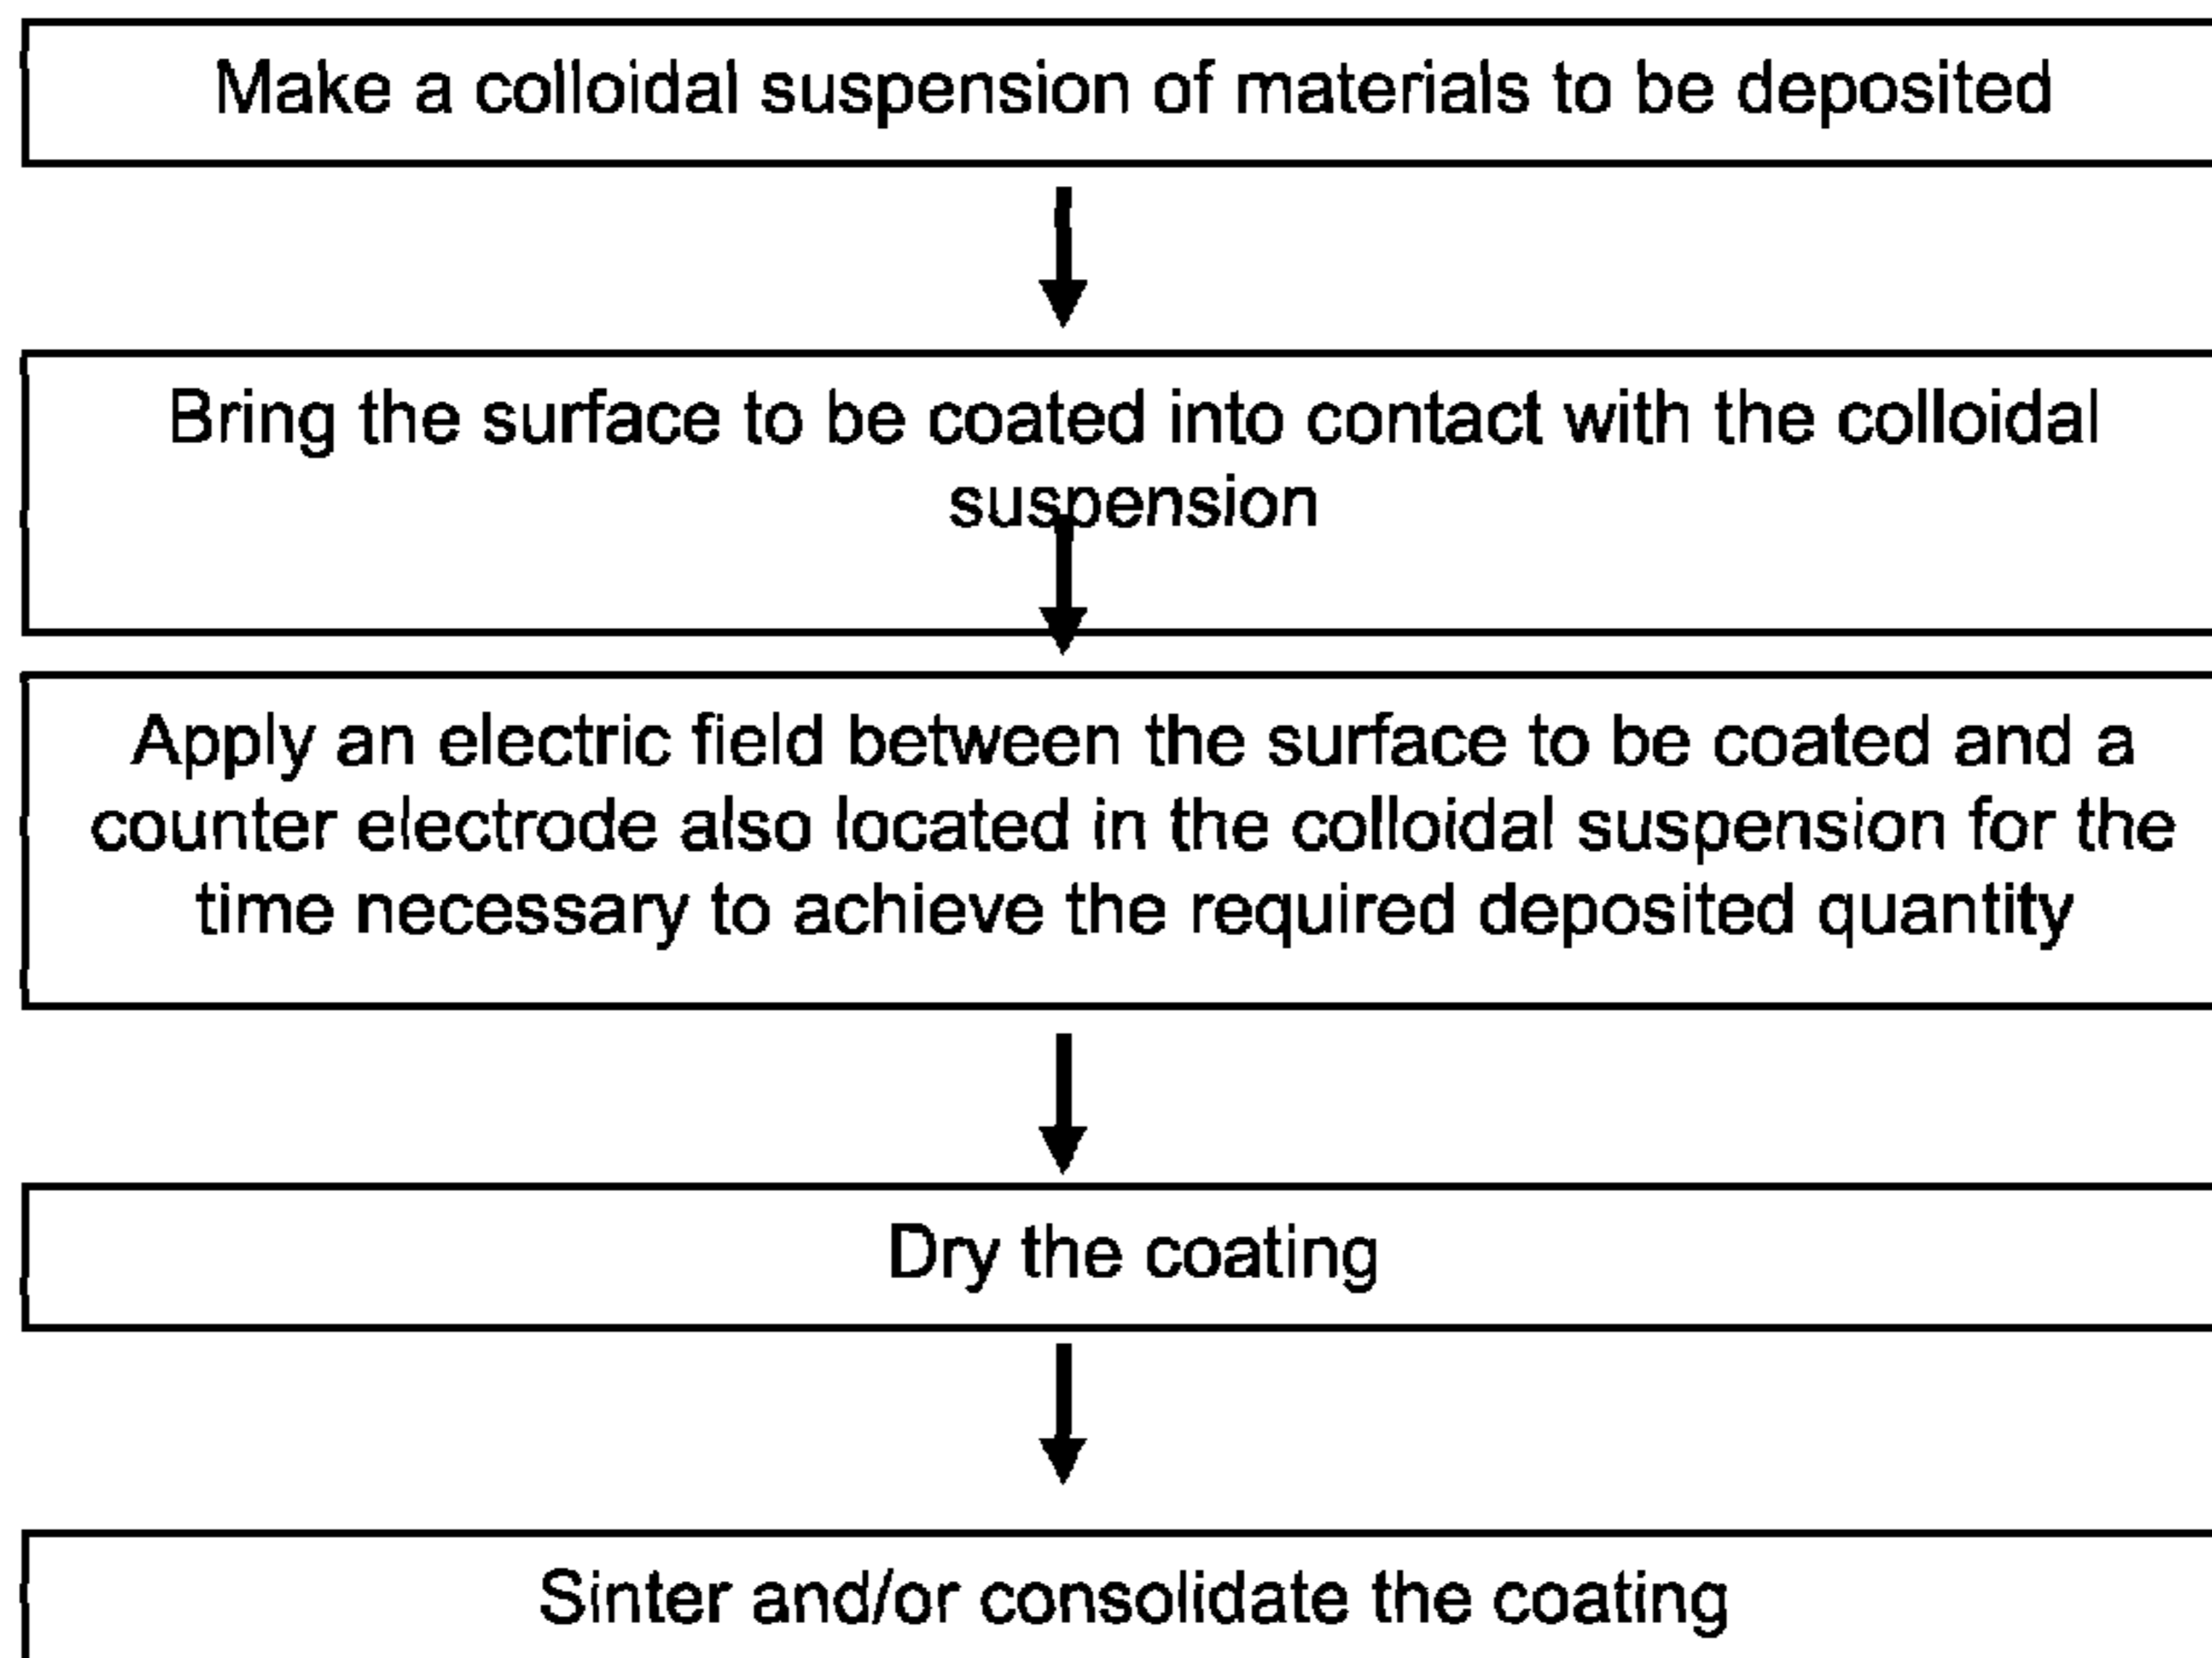 Make a colloidal suspension of materials to be deposited
Bring the surface to be coated into contact with the colloidal
suspension
Apply an electric field between the surface to be coated and a
counter electrode also located in the colloidal suspension for the
time necessary to achieve the required deposited quantity
Dry the coating
Sinter and/or consolidate the coating